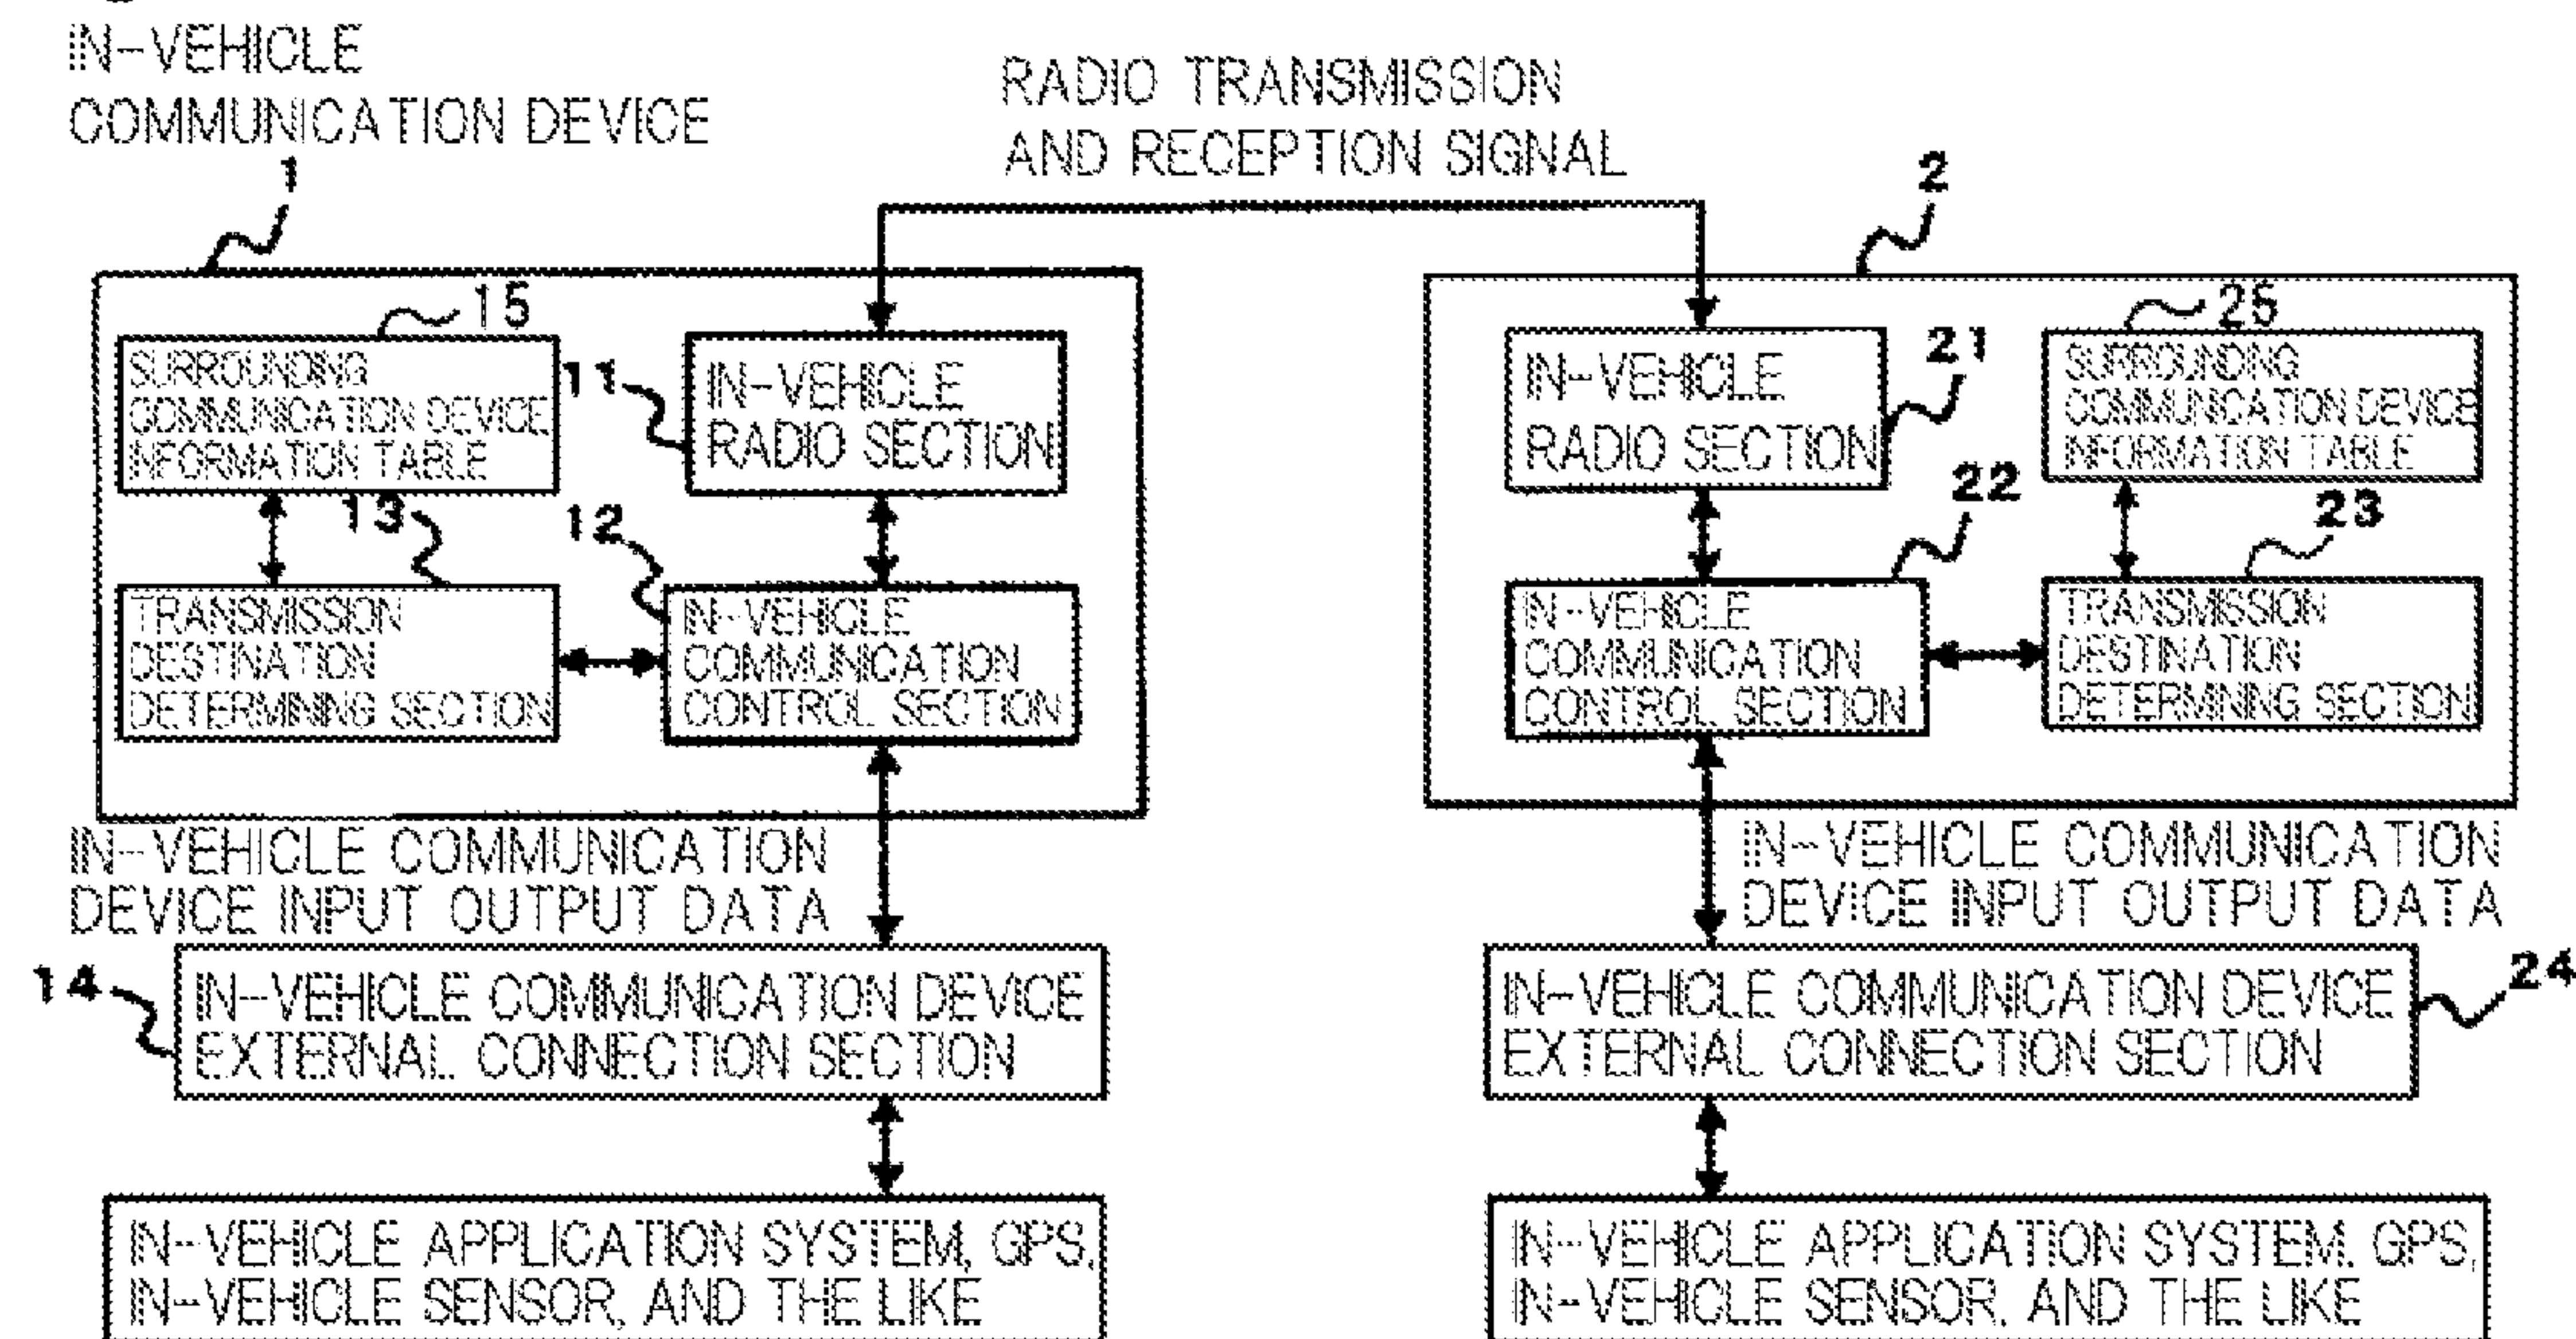 IN-VEHICLE
COMMUNICATION DEVICE
1
RADIO TRANSMISSION
AND RECEPTION SIGNAL
2
15
SURROUNDING
COMMUNICATION DEVICE
INFORMATION TABLE
11
IN-VEHICLE
RADIO SECTION
13
12
TRANSMISSION
DESTINATION
DETERMINING SECTION
IN-VEHICLE
COMMUNICATION
CONTROL SECTION
IN-VEHICLE
RADIO SECTION
21
25
SURROUNDING
COMMUNICATION DEVICE
INFORMATION TABLE
22
23
IN-VEHICLE
COMMUNICATION
CONTROL SECTION
TRANSMISSION
DESTINATION
DETERMINING SECTION
IN-VEHICLE COMMUNICATION
DEVICE INPUT OUTPUT DATA
IN-VEHICLE COMMUNICATION
DEVICE INPUT OUTPUT DATA
14
IN-VEHICLE COMMUNICATION DEVICE
EXTERNAL CONNECTION SECTION
IN-VEHICLE COMMUNICATION DEVICE
EXTERNAL CONNECTION SECTION
24
IN-VEHICLE APPLICATION SYSTEM, GPS,
IN-VEHICLE SENSOR, AND THE LIKE
IN-VEHICLE APPLICATION SYSTEM, GPS,
IN-VEHICLE SENSOR, AND THE LIKE